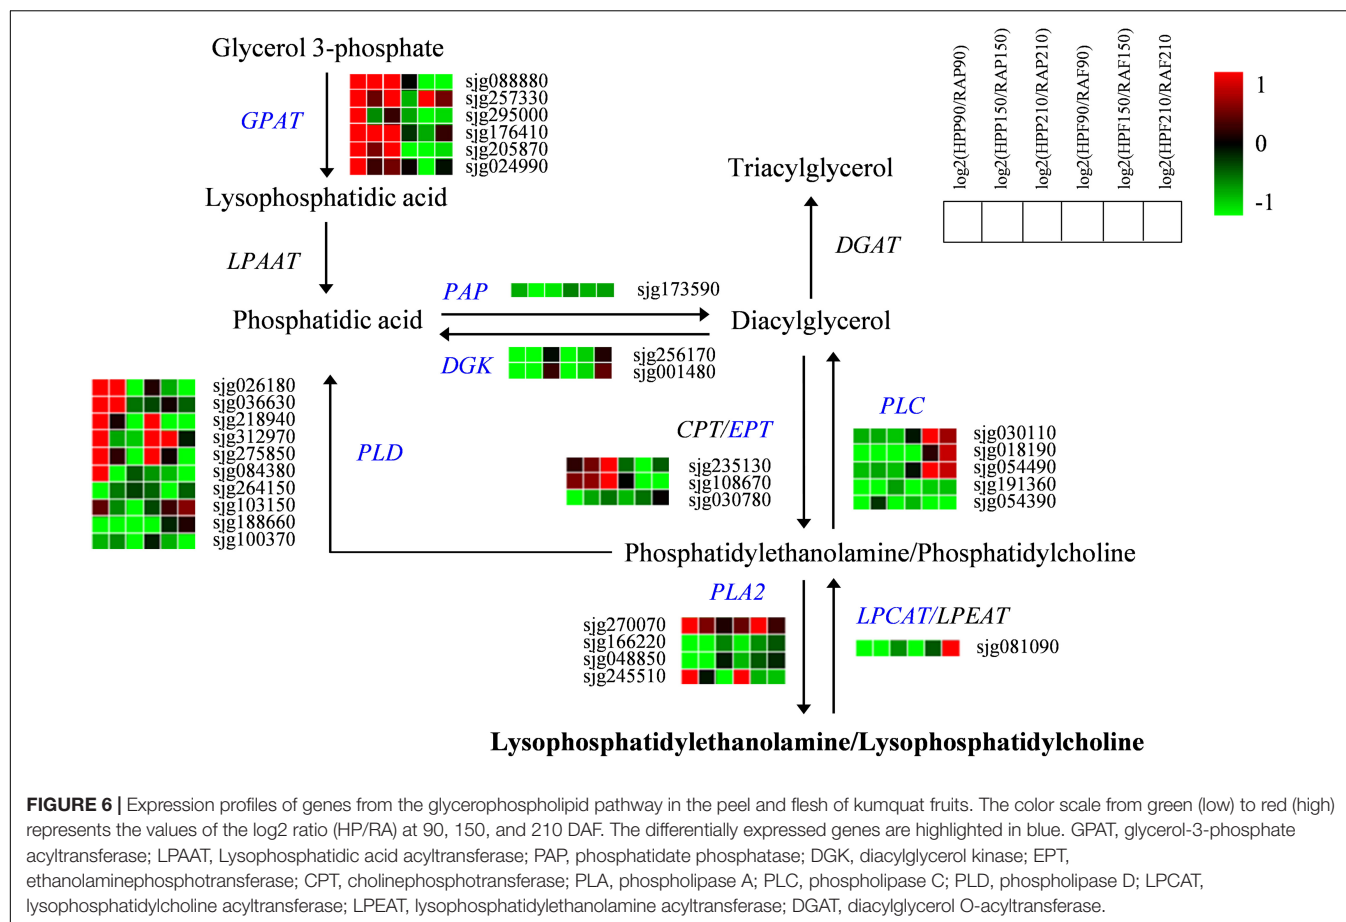 Glycerol 3-phosphate
GPAT
sjg088880
sjg257330
sjg295000
sjg176410
sjg205870
sjg024990
Lysophosphatidic acid
LPAAT
Phosphatidic acid
PAP
sjg173590
DGK
sjg256170
sjg001480
Diacylglycerol
Triacylglycerol
DGAT
log2(HPP90/RAP90)
log2(HPP150/RAP150)
log2(HPP210/RAP210)
log2(HPF90/RAF90)
log2(HPF150/RAF150)
log2(HPF210/RAF210
1
0
-1
sjg026180
sjg036630
sjg218940
sjg312970
sjg275850
sjg084380
sjg264150
sjg103150
sjg188660
sjg100370
PLD
CPT/EPT
sjg235130
sjg108670
sjg030780
PLC
sjg030110
sjg018190
sjg054490
sjg191360
sjg054390
Phosphatidylethanolamine/Phosphatidylcholine
PLA2
sjg270070
sjg166220
sjg048850
sjg245510
LPCAT/LPEAT
sjg081090
Lysophosphatidylethanolamine/Lysophosphatidylcholine
FIGURE 6 | Expression profiles of genes from the glycerophospholipid pathway in the peel and flesh of kumquat fruits. The color scale from green (low) to red (high)
represents the values of the log2 ratio (HP/RA) at 90, 150, and 210 DAF. The differentially expressed genes are highlighted in blue. GPAT, glycerol-3-phosphate
acyltransferase; LPAAT, Lysophosphatidic acid acyltransferase; PAP, phosphatidate phosphatase; DGK, diacylglycerol kinase; EPT,
ethanolaminephosphotransferase; CPT, cholinephosphotransferase; PLA, phospholipase A; PLC, phospholipase C; PLD, phospholipase D; LPCAT,
lysophosphatidylcholine acyltransferase; LPEAT, lysophosphatidylethanolamine acyltransferase; DGAT, diacylglycerol O-acyltransferase.